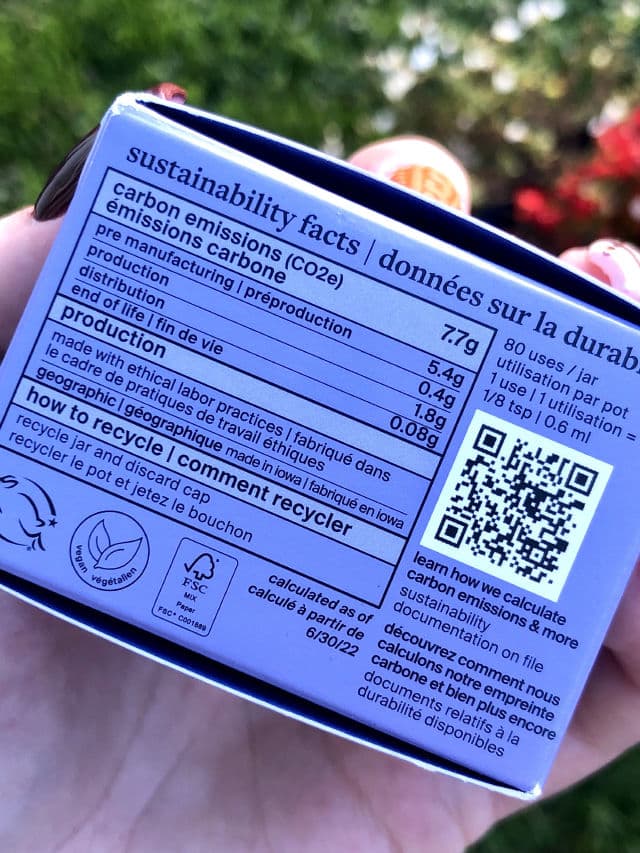 sustainability facts | données sur la durabi
carbon emissions (CO2e)
émissions carbone 7.7g
pre manufacturing | préproduction 5.4g
production 0.4g
distribution 1.8g
end of life | fin de vie 0.08g
production
made with ethical labor practices | fabriqué dans
le cadre de pratiques de travail éthiques
geographic | géographique made in iowa | fabriqué en iowa
how to recycle | comment recycler
recycle jar and discard cap
recycler le pot et jetez le bouchon
80 uses / jar
utilisation par pot
1 use | 1 utilisation =
1/8 tsp | 0.6 ml
learn how we calculate
carbon emissions & more
sustainability
documentation on file
découvrez comment nous
calculons notre empreinte
carbone et bien plus encore
documents relatifs à la
durabilité disponibles
calculated as of
calculé à partir de
6/30/22
vegan végétalien
FSC
MIX
Paper